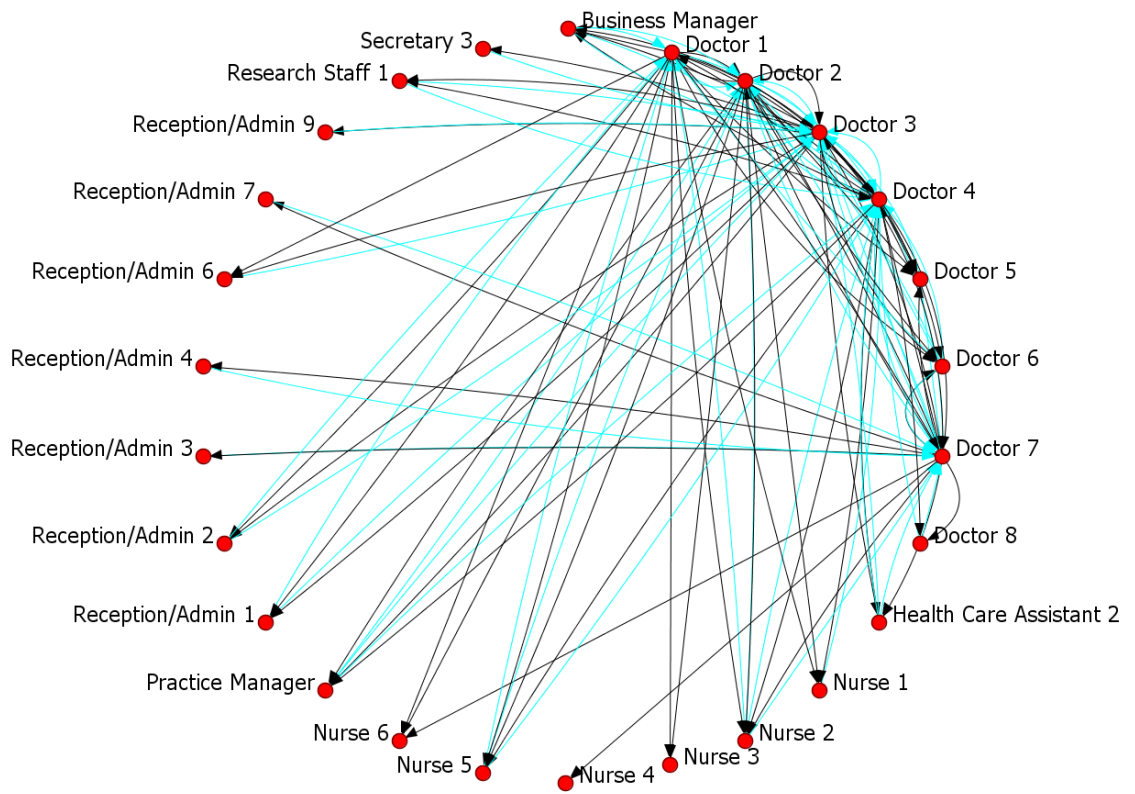 Business Manager
Secretary 3
Doctor 1
Research Staff 1
Doctor 2
Reception/Admin 9
Doctor 3
Reception/Admin 7
Doctor 4
Reception/Admin 6
Doctor 5
Reception/Admin 4
Doctor 6
Reception/Admin 3
Doctor 7
Reception/Admin 2
Doctor 8
Reception/Admin 1
Health Care Assistant 2
Practice Manager
Nurse 1
Nurse 6
Nurse 2
Nurse 5
Nurse 3
Nurse 4